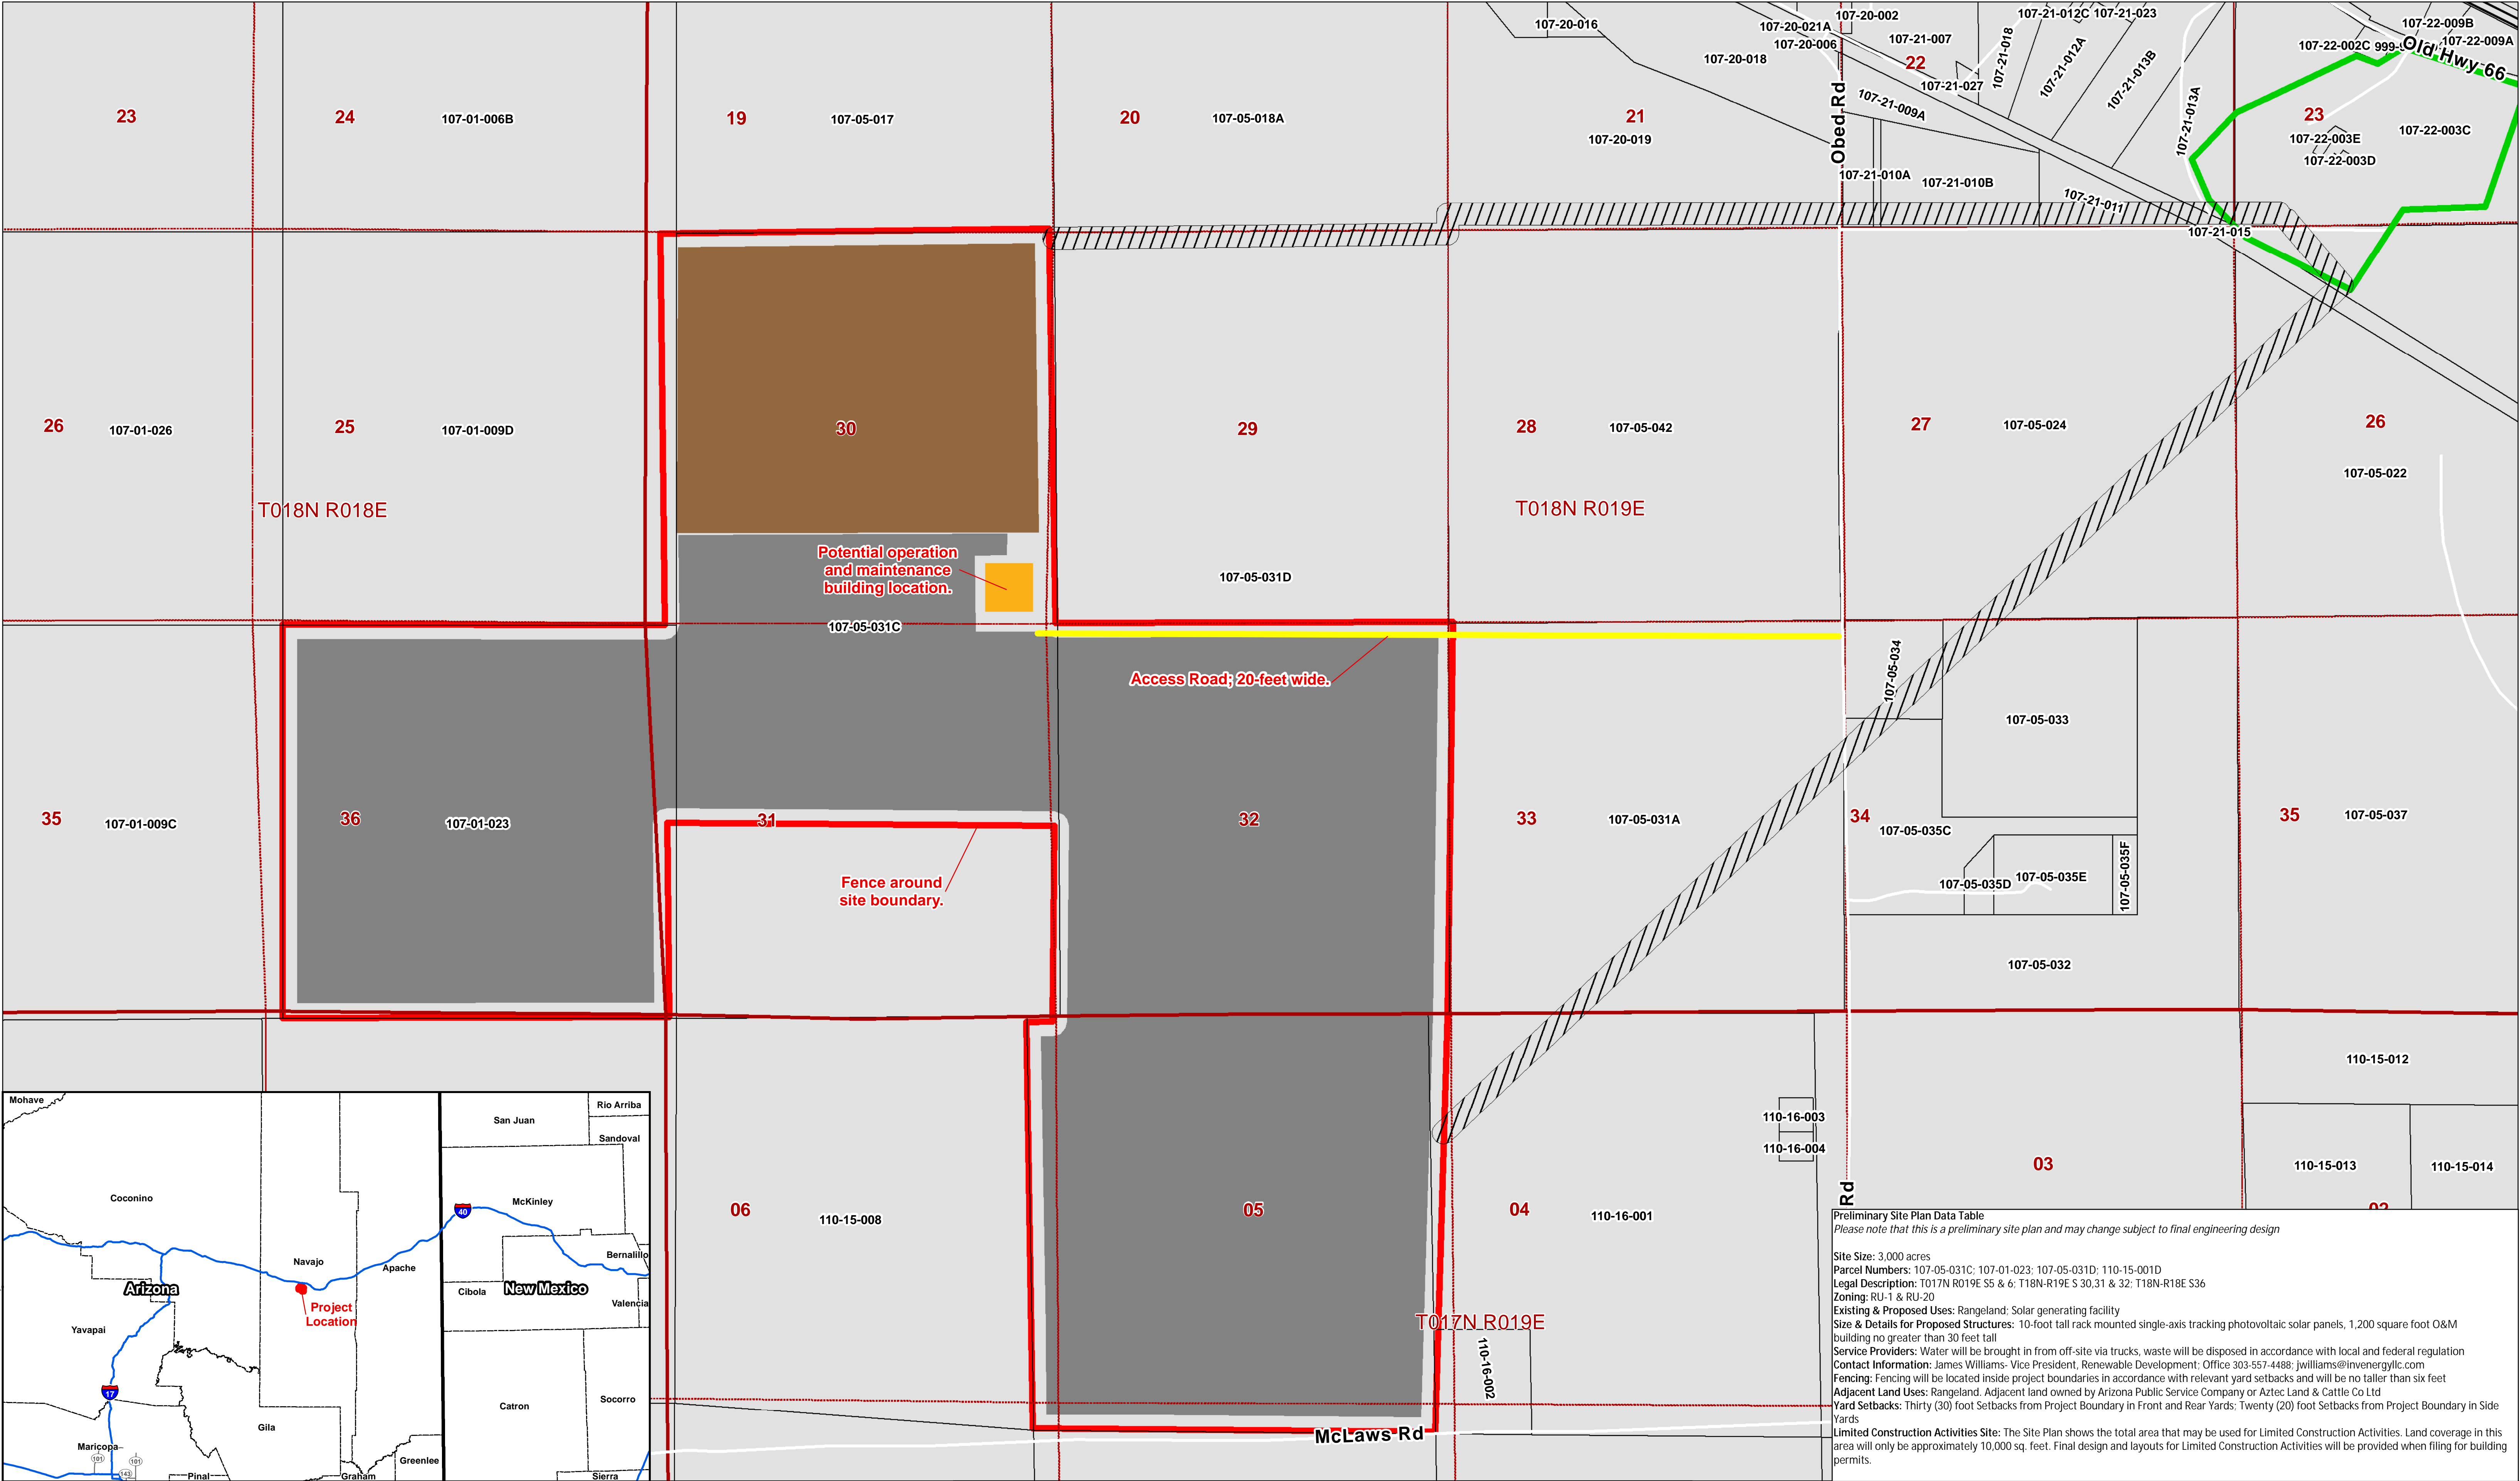 107-20-016
107-20-021A
107-20-002
107-21-012C
107-21-023
107-22-009B
107-20-006
107-21-007
107-22-002C
107-22-009A
Old Hwy 66
107-20-018
22
107-21-018
107-21-012A
107-21-013B
107-21-027
107-21-009A
107-21-013A
Obed Rd
23
24
107-01-006B
19
107-05-017
20
107-05-018A
21
107-20-019
23
107-22-003C
107-22-003E
107-22-003D
107-21-010A
107-21-010B
107-21-011
107-21-015
26
107-01-026
25
107-01-009D
30
29
28
107-05-042
27
107-05-024
26
107-05-022
T018N R018E
T018N R019E
Potential operation
and maintenance
building location.
107-05-031D
107-05-031C
Access Road; 20-feet wide.
107-05-034
107-05-033
35
107-01-009C
36
107-01-023
31
32
33
107-05-031A
34
107-05-035C
35
107-05-037
Fence around
site boundary.
107-05-035D
107-05-035E
107-05-035F
107-05-032
110-15-012
110-16-003
110-16-004
03
110-15-013
110-15-014
06
110-15-008
05
04
110-16-001
Rd
T017N R019E
110-16-002
McLaws Rd
Mohave
Rio Arriba
San Juan
Sandoval
Coconino
40
McKinley
Navajo
Apache
Bernalillo
Arizona
Cibola
New Mexico
Valencia
Project
Location
Yavapai
17
Catron
Socorro
Gila
Maricopa
101
101
143
Pinal
Graham
Greenlee
Sierra
Preliminary Site Plan Data Table
Please note that this is a preliminary site plan and may change subject to final engineering design
Site Size: 3,000 acres
Parcel Numbers: 107-05-031C; 107-01-023; 107-05-031D; 110-15-001D
Legal Description: T017N R019E S5 & 6; T18N-R19E S 30,31 & 32; T18N-R18E S36
Zoning: RU-1 & RU-20
Existing & Proposed Uses: Rangeland; Solar generating facility
Size & Details for Proposed Structures: 10-foot tall rack mounted single-axis tracking photovoltaic solar panels, 1,200 square foot O&M
building no greater than 30 feet tall
Service Providers: Water will be brought in from off-site via trucks, waste will be disposed in accordance with local and federal regulation
Contact Information: James Williams- Vice President, Renewable Development; Office 303-557-4488; jwilliams@invenergyllc.com
Fencing: Fencing will be located inside project boundaries in accordance with relevant yard setbacks and will be no taller than six feet
Adjacent Land Uses: Rangeland. Adjacent land owned by Arizona Public Service Company or Aztec Land & Cattle Co Ltd
Yard Setbacks: Thirty (30) foot Setbacks from Project Boundary in Front and Rear Yards; Twenty (20) foot Setbacks from Project Boundary in Side
Yards
Limited Construction Activities Site: The Site Plan shows the total area that may be used for Limited Construction Activities. Land coverage in this
area will only be approximately 10,000 sq. feet. Final design and layouts for Limited Construction Activities will be provided when filing for building
permits.